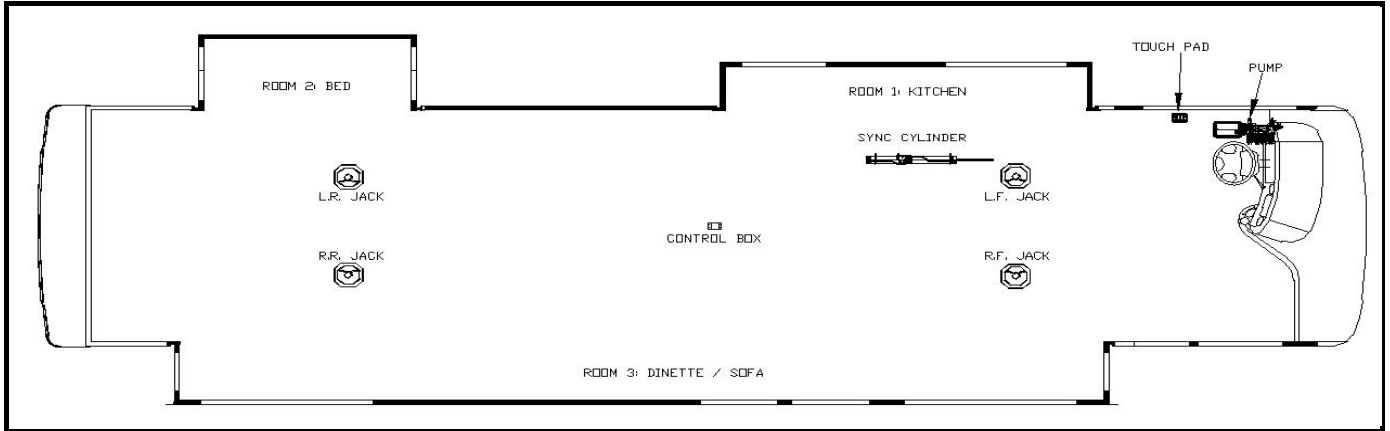 TOUCH PAD
PUMP
ROOM 2: BED
ROOM 1: KITCHEN
SYNC CYLINDER
L.R. JACK
L.F. JACK
CONTROL BOX
R.R. JACK
R.F. JACK
ROOM 3: DINETTE / SOFA